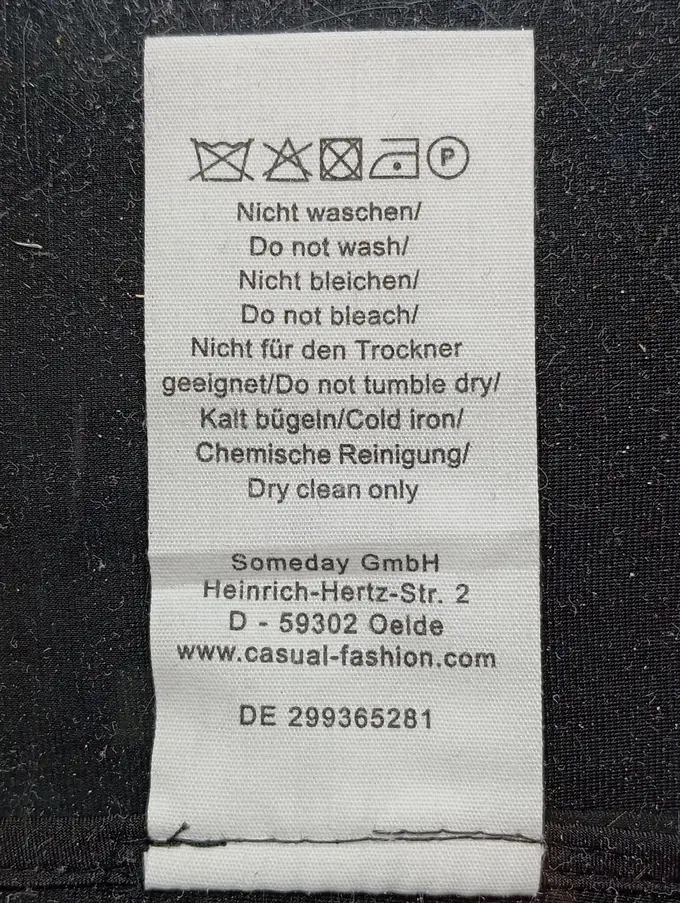 P
Nicht waschen/
Do not wash/
Nicht bleichen/
Do not bleach/
Nicht für den Trockner
geeignet/Do not tumble dry/
Kalt bügeln/Cold iron/
Chemische Reinigung/
Dry clean only
Someday GmbH
Heinrich-Hertz-Str. 2
D - 59302 Oelde
www.casual-fashion.com
DE 299365281